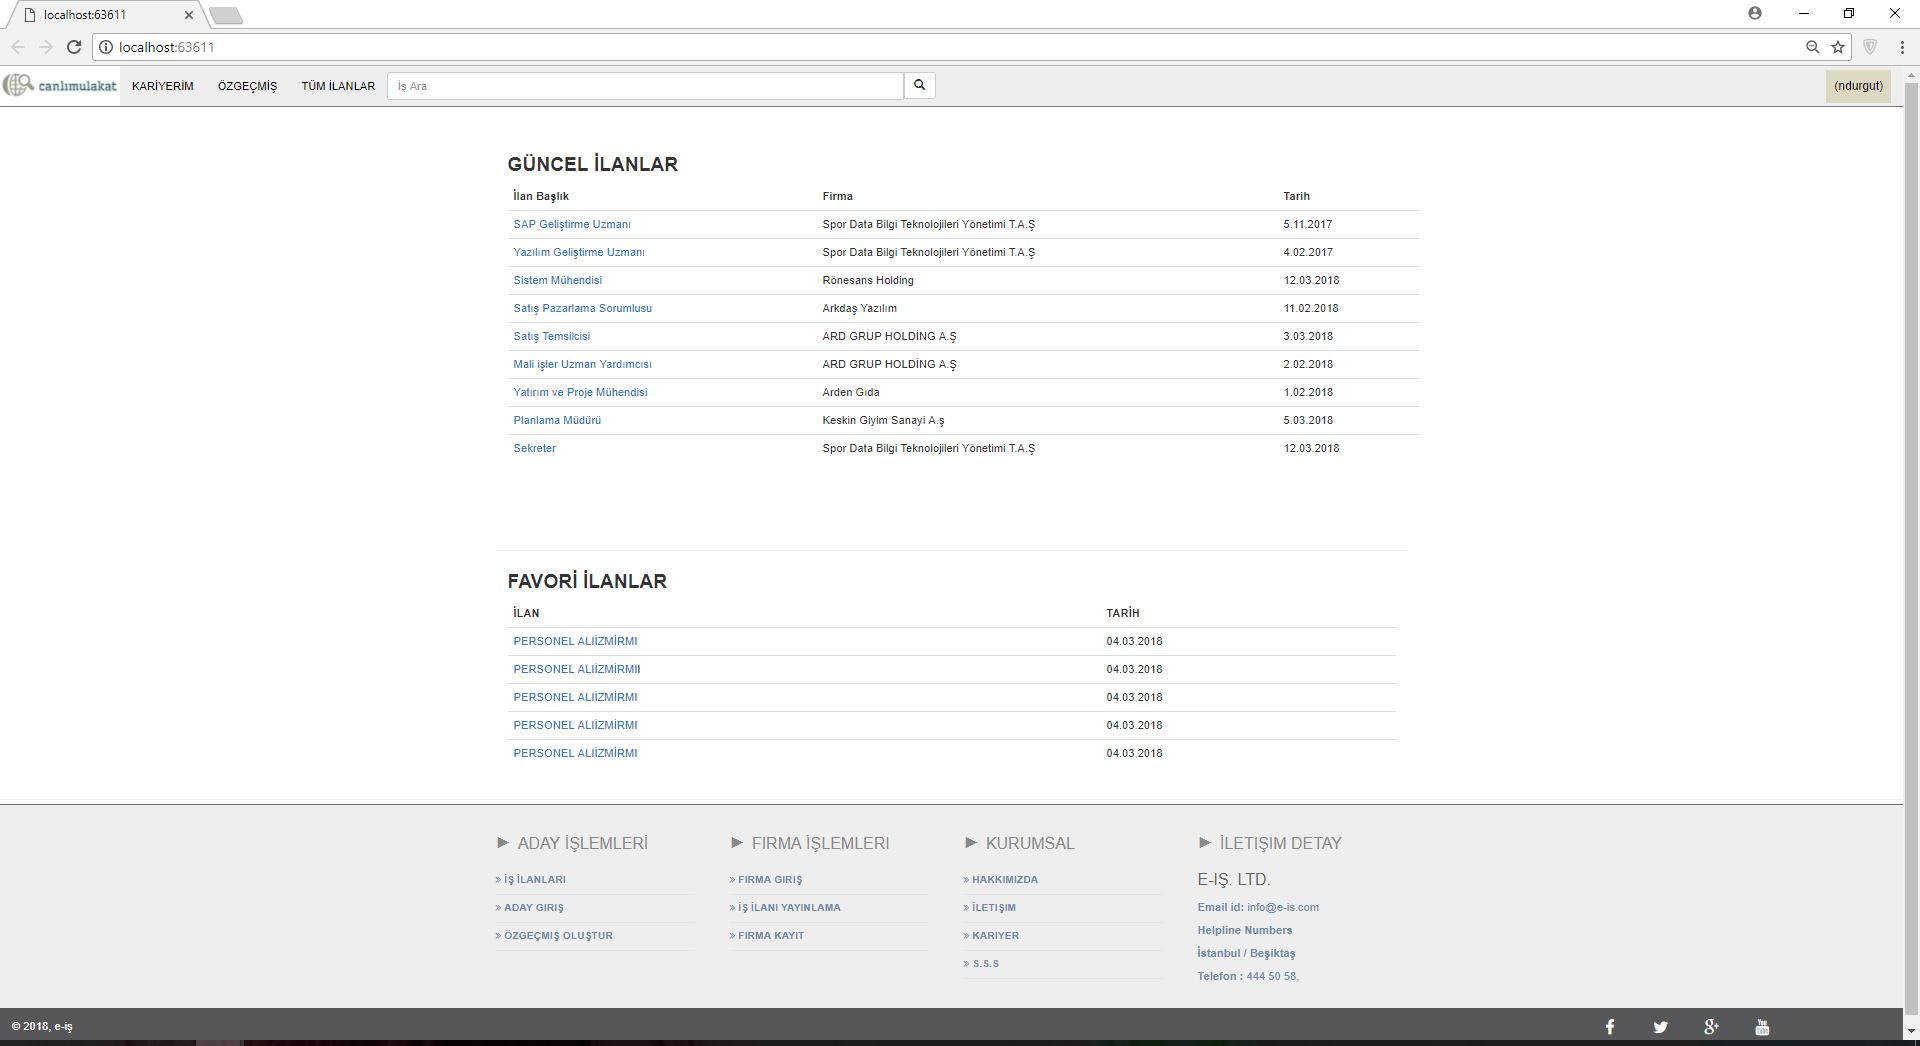 localhost:63611
localhost:63611
canlımulakat KARİYERİM ÖZGEÇMİŞ TÜM İLANLAR İş Ara (ndurgut)
GÜNCEL İLANLAR
İlan Başlık Firma Tarih
SAP Geliştirme Uzmanı Spor Data Bilgi Teknolojileri Yönetimi T.A.Ş 5.11.2017
Yazılım Geliştirme Uzmanı Spor Data Bilgi Teknolojileri Yönetimi T.A.Ş 4.02.2017
Sistem Mühendisi Rönesans Holding 12.03.2018
Satış Pazarlama Sorumlusu Arkdaş Yazılım 11.02.2018
Satış Temsilcisi ARD GRUP HOLDİNG A.Ş 3.03.2018
Mali işler Uzman Yardımcısı ARD GRUP HOLDİNG A.Ş 2.02.2018
Yatırım ve Proje Mühendisi Arden Gıda 1.02.2018
Planlama Müdürü Keskin Giyim Sanayi A.ş 5.03.2018
Sekreter Spor Data Bilgi Teknolojileri Yönetimi T.A.Ş 12.03.2018
FAVORİ İLANLAR
İLAN TARİH
PERSONEL ALIİZMİRMI 04.03.2018
PERSONEL ALIİZMİRMII 04.03.2018
PERSONEL ALIİZMİRMI 04.03.2018
PERSONEL ALIİZMİRMI 04.03.2018
PERSONEL ALIİZMİRMI 04.03.2018
► ADAY İŞLEMLERİ
» İŞ İLANLARI
» ADAY GIRIŞ
» ÖZGEÇMIŞ OLUŞTUR
► FIRMA İŞLEMLERI
» FIRMA GIRIŞ
» İŞ İLANI YAYINLAMA
» FIRMA KAYIT
► KURUMSAL
» HAKKIMIZDA
» İLETIŞIM
» KARIYER
» S.S.S
► İLETIŞIM DETAY
E-IŞ. LTD.
Email id: info@e-is.com
Helpline Numbers
İstanbul / Beşiktaş
Telefon : 444 50 58,
© 2018, e-iş